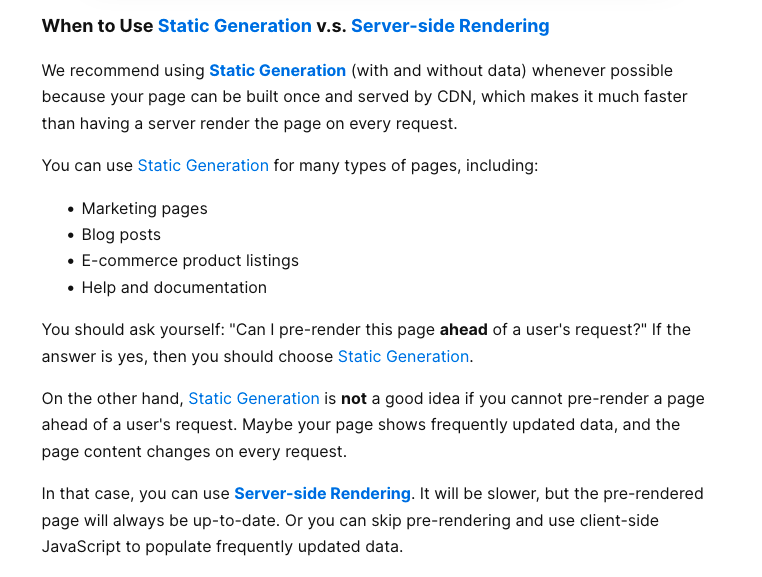 When to Use Static Generation v.s. Server-side Rendering
We recommend using Static Generation (with and without data) whenever possible
because your page can be built once and served by CDN, which makes it much faster
than having a server render the page on every request.
You can use Static Generation for many types of pages, including:
• Marketing pages
• Blog posts
• E-commerce product listings
• Help and documentation
You should ask yourself: "Can I pre-render this page ahead of a user's request?" If the
answer is yes, then you should choose Static Generation.
On the other hand, Static Generation is not a good idea if you cannot pre-render a page
ahead of a user's request. Maybe your page shows frequently updated data, and the
page content changes on every request.
In that case, you can use Server-side Rendering. It will be slower, but the pre-rendered
page will always be up-to-date. Or you can skip pre-rendering and use client-side
JavaScript to populate frequently updated data.